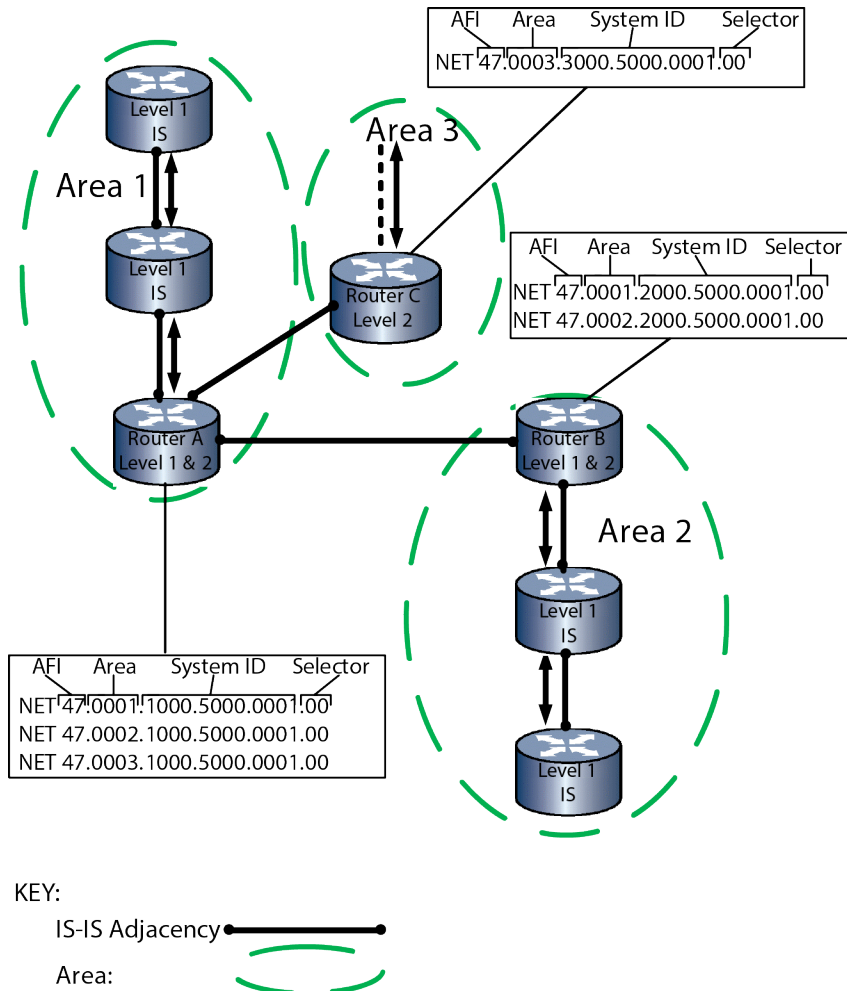 AFI Area System ID Selector
NET 47.0003.3000.5000.0001.00
Level 1
IS
Area 3
Area 1
AFI Area System ID Selector
NET 47.0001.2000.5000.0001.00
NET 47.0002.2000.5000.0001.00
Level 1
IS
Router C
Level 2
Router A
Level 1 & 2
Router B
Level 1 & 2
Area 2
Level 1
IS
AFI Area System ID Selector
NET 47.0001.1000.5000.0001.00
NET 47.0002.1000.5000.0001.00
NET 47.0003.1000.5000.0001.00
Level 1
IS
KEY:
IS-IS Adjacency
Area: